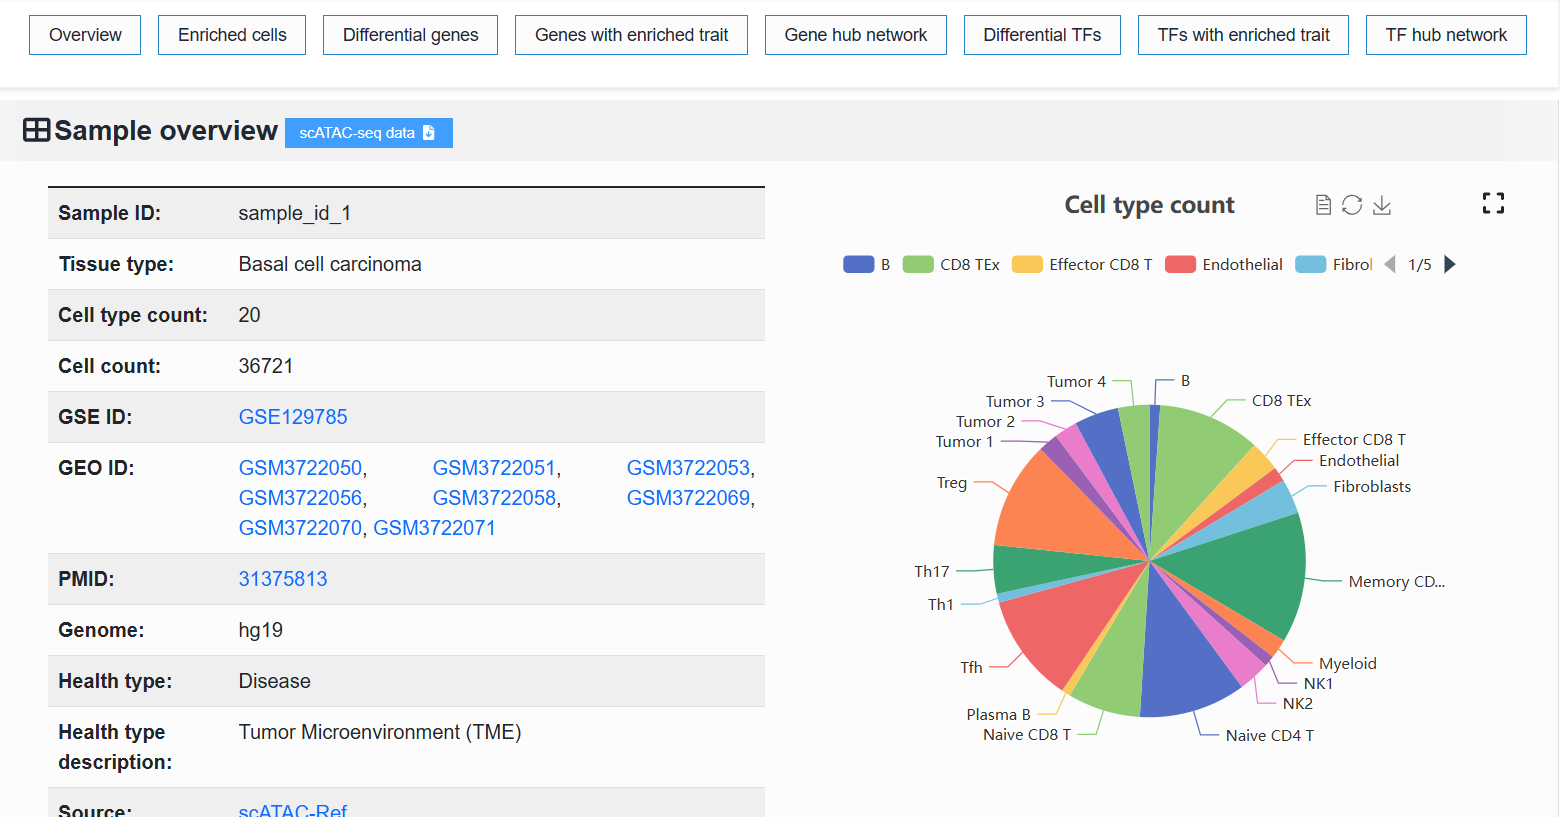 Overview Enriched cells Differential genes Genes with enriched trait Gene hub network Differential TFs TFs with enriched trait TF hub network
Sample overview scATAC-seq data
Sample ID: sample_id_1
Tissue type: Basal cell carcinoma
Cell type count: 20
Cell count: 36721
GSE ID: GSE129785
GEO ID: GSM3722050, GSM3722051, GSM3722053,
GSM3722056, GSM3722058, GSM3722069,
GSM3722070, GSM3722071
PMID: 31375813
Genome: hg19
Health type: Disease
Health type description: Tumor Microenvironment (TME)
Source: scATAC-Ref
Cell type count
B CD8 TEx Effector CD8 T Endothelial Fibrol 1/5
Tumor 4 B
Tumor 3 CD8 TEx
Tumor 2
Tumor 1 Effector CD8 T
Endothelial
Treg Fibroblasts
Th17 Memory CD...
Th1
Tfh Myeloid
NK1
NK2
Plasma B
Naive CD8 T Naive CD4 T